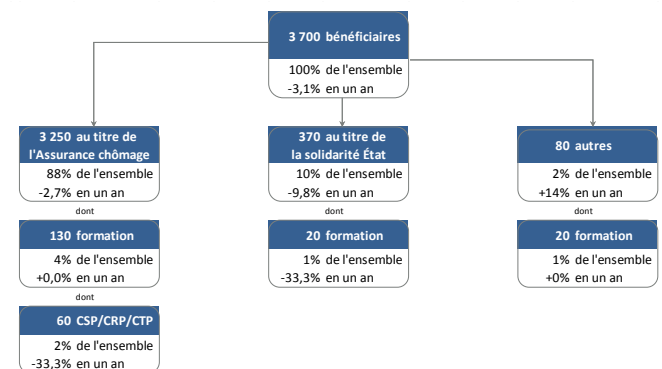 3 700 bénéficiaires
100% de l'ensemble
-3,1% en un an
3 250 au titre de
l'Assurance chômage
88% de l'ensemble
-2,7% en un an
dont
130 formation
4% de l'ensemble
+0,0% en un an
dont
60 CSP/CRP/CTP
2% de l'ensemble
-33,3% en un an
370 au titre de
la solidarité État
10% de l'ensemble
-9,8% en un an
dont
20 formation
1% de l'ensemble
-33,3% en un an
80 autres
2% de l'ensemble
+14% en un an
dont
20 formation
1% de l'ensemble
+0% en un an